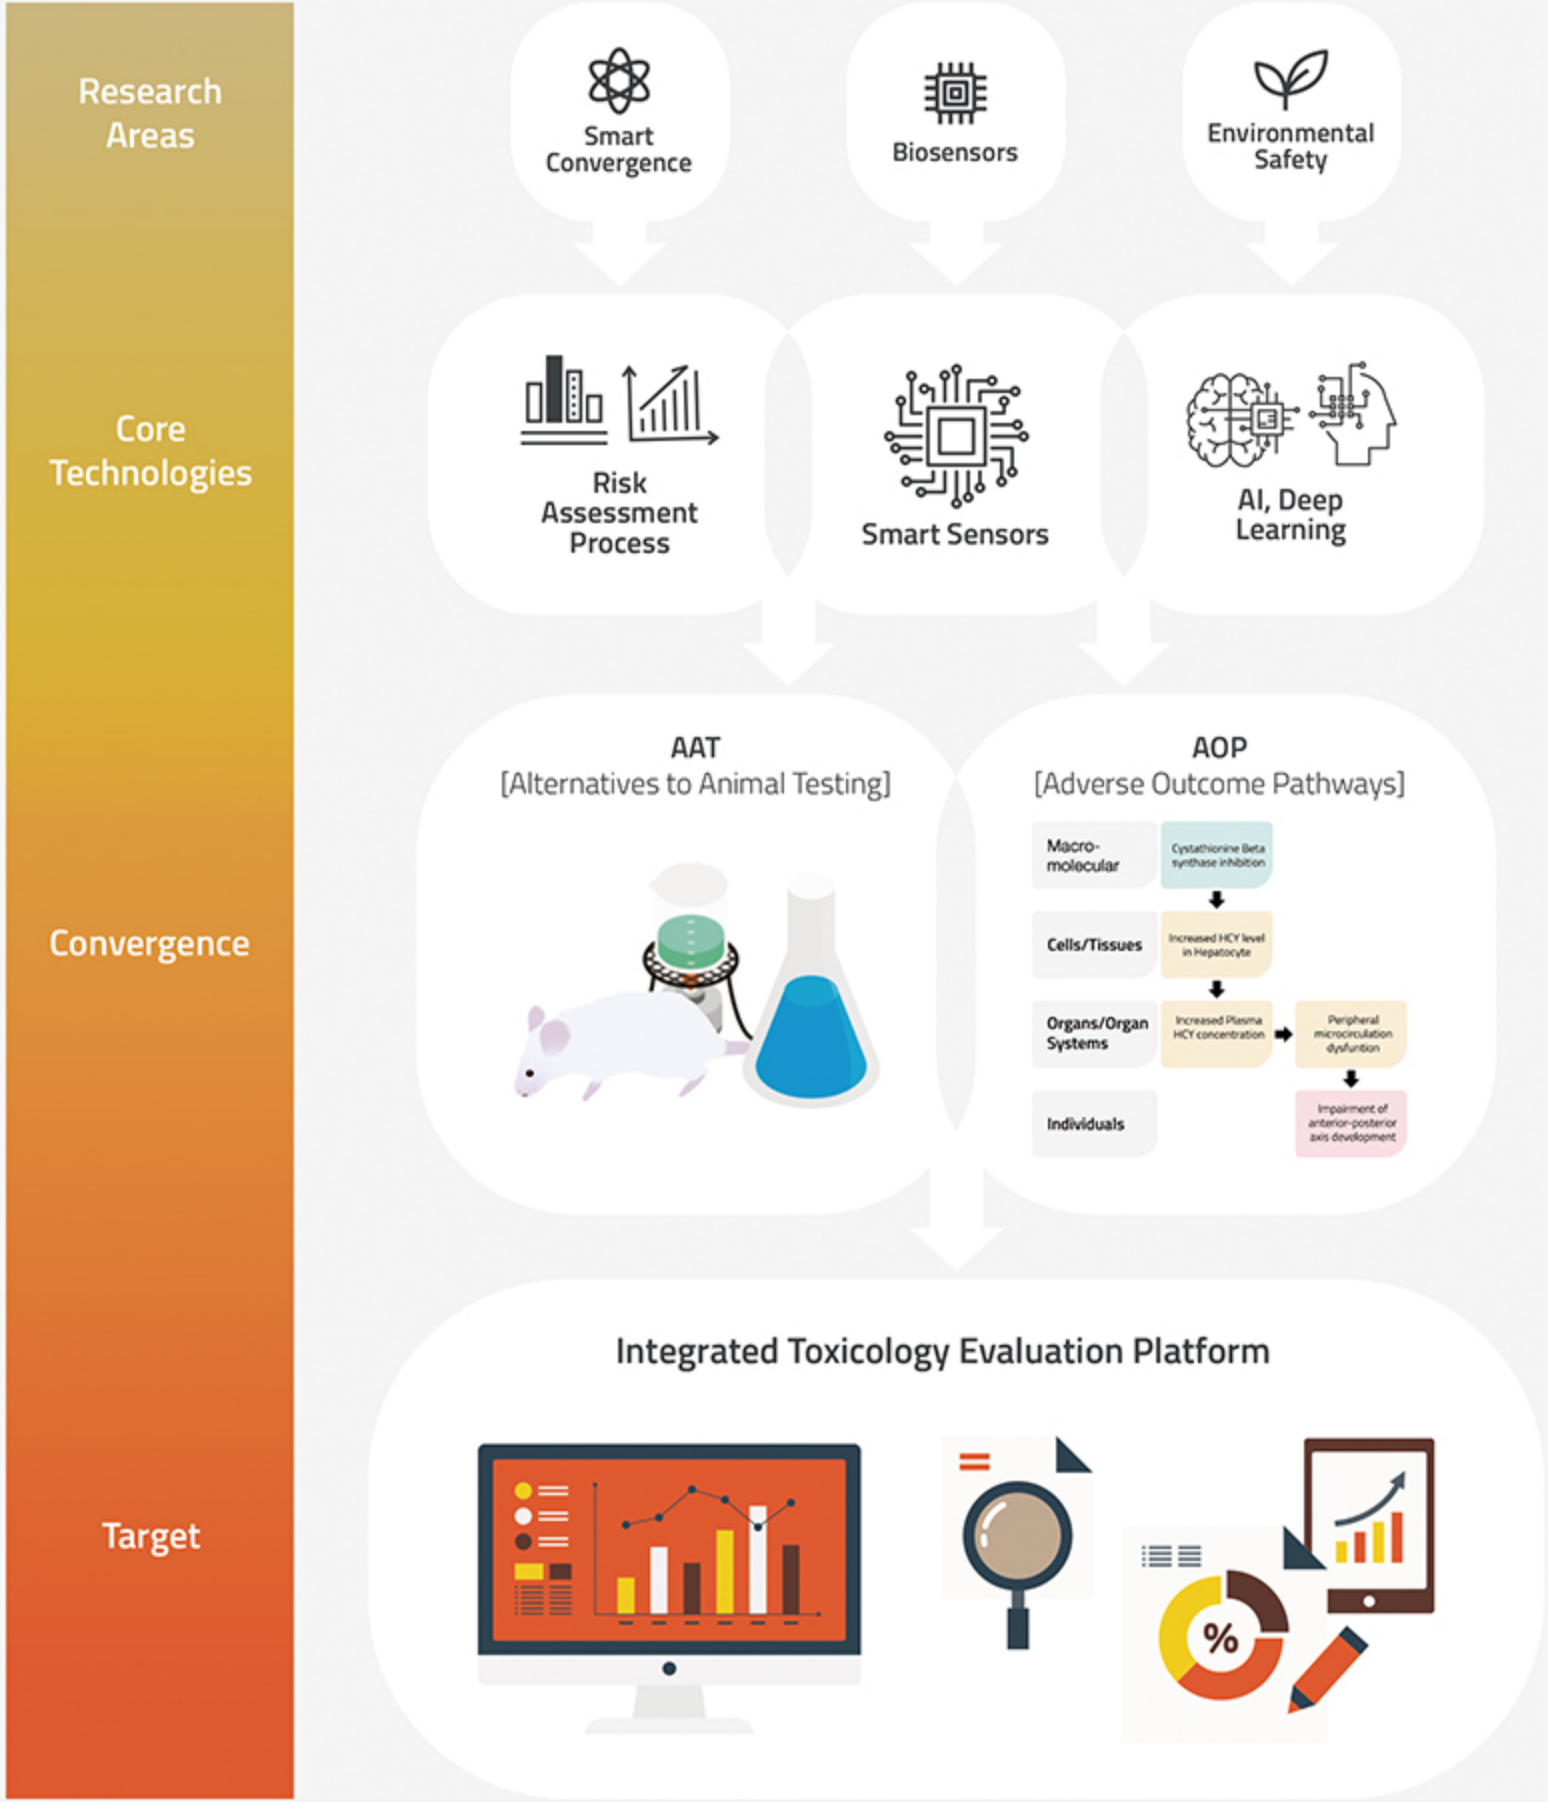 Research
Areas
Smart
Convergence
Biosensors
Environmental
Safety
Core
Technologies
Risk
Assessment
Process
Smart Sensors
AI, Deep
Learning
Convergence
AAT
[Alternatives to Animal Testing]
AOP
[Adverse Outcome Pathways]
Macro-
molecular
Cystathionine Beta
synthase inhibition
Cells/Tissues
Increased HCY level
in Hepatocyte
Organs/Organ
Systems
Increased Plasma
HCY concentration
Peripheral
microcirculation
dysfuntion
Individuals
Impairment of
anterior-posterior
axis development
Target
Integrated Toxicology Evaluation Platform
%